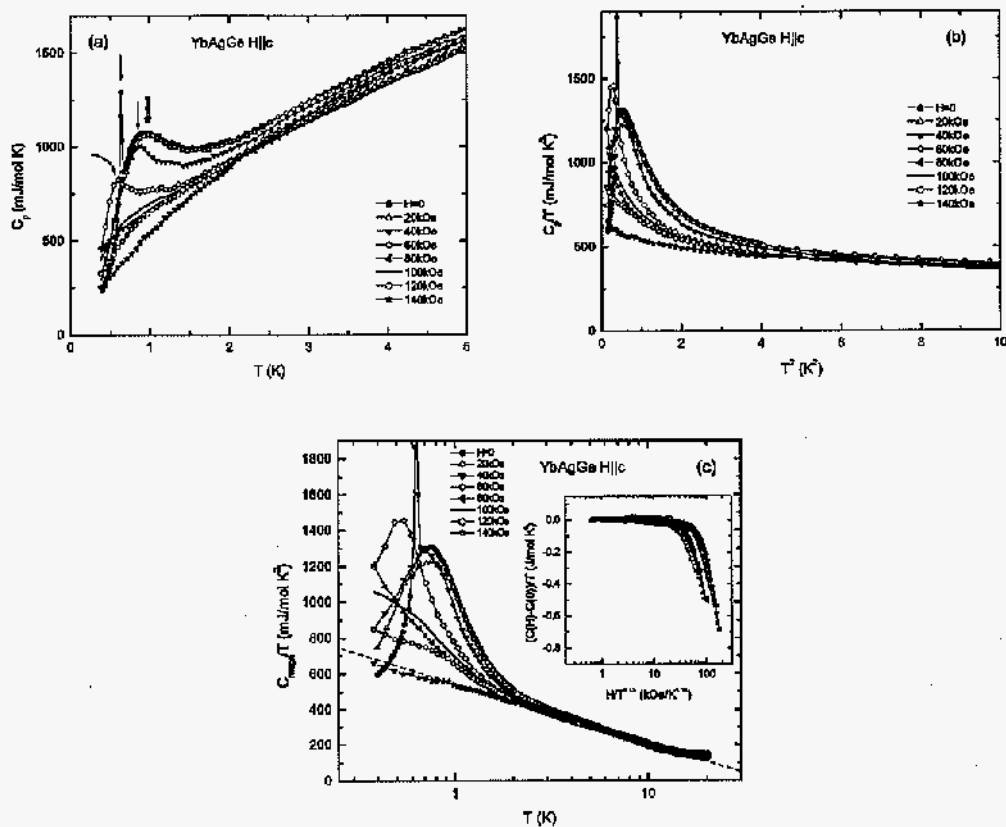 (a)
YbAgGe H||c
1500
1000
500
0
C_p [mJ/mol K]
H=0
20kOe
40kOe
60kOe
80kOe
100kOe
120kOe
140kOe
0 1 2 3 4 5
T (K)
YbAgGe H||c
(b)
1500
1000
500
0
C_p/T (mJ/mol K²)
H=0
20kOe
40kOe
60kOe
80kOe
100kOe
120kOe
140kOe
0 2 4 6 8 10
T² (K²)
1800
1600
1400
1200
1000
800
600
400
200
0
C_magn/T (mJ/mol K²)
H=0
20kOe
40kOe
60kOe
80kOe
100kOe
120kOe
140kOe
YbAgGe H||c
(c)
0.0
-0.2
-0.4
-0.6
-0.8
[C(H)-C(0)]/T (J/mol K²)
1 10 100
1 10
T (K)